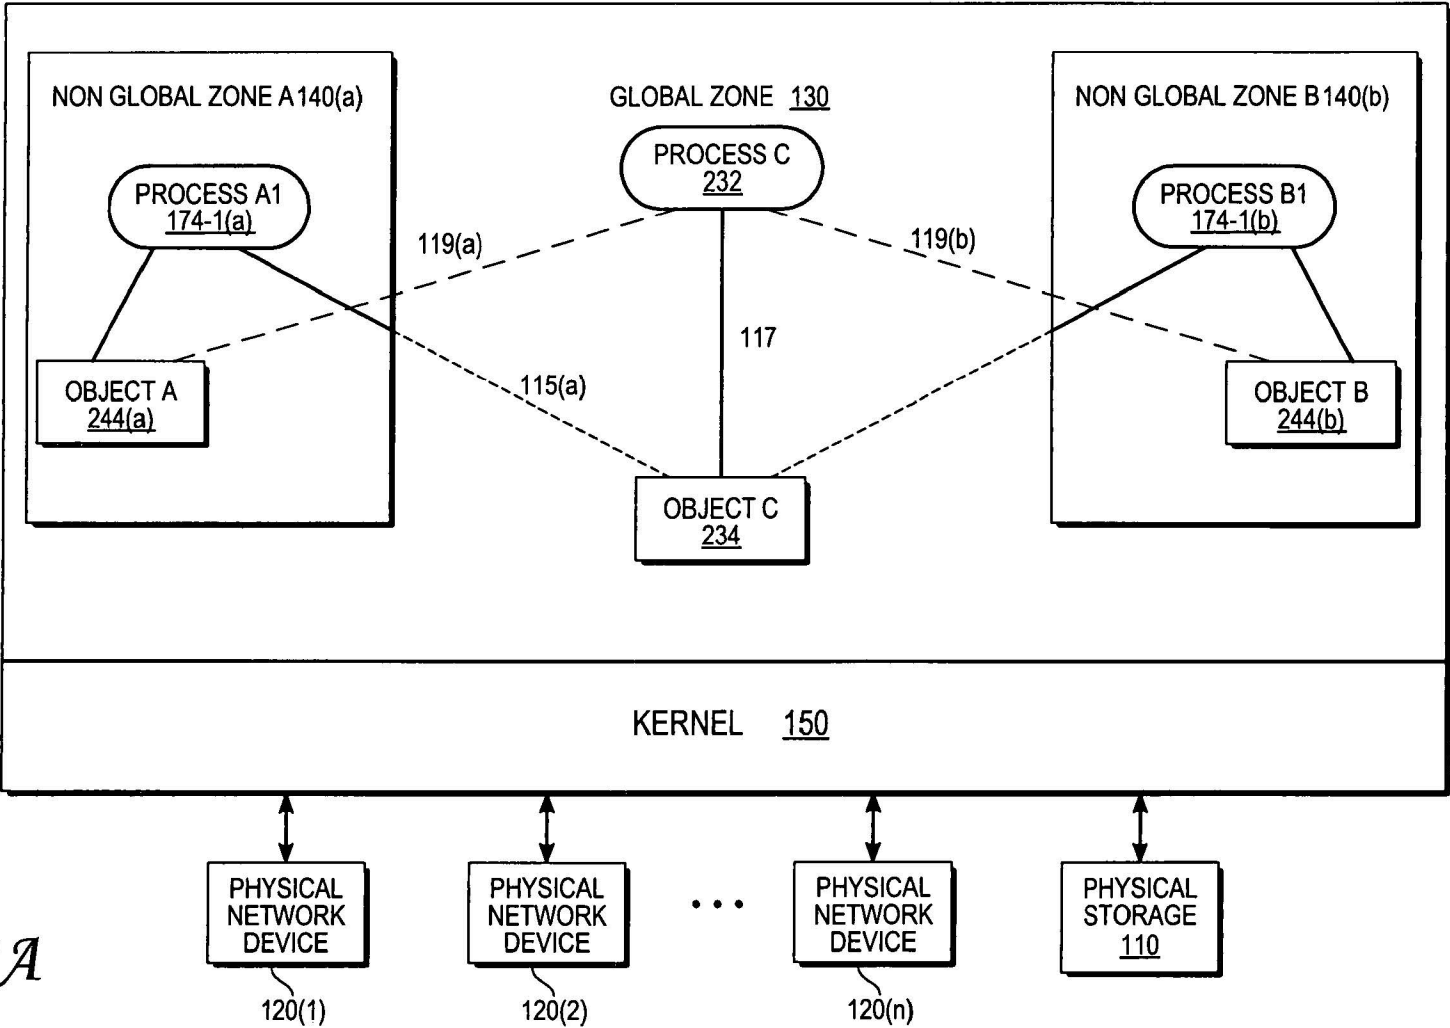 NON GLOBAL ZONE A 140(a)
GLOBAL ZONE 130
NON GLOBAL ZONE B 140(b)
PROCESS A1
174-1(a)
PROCESS C
232
PROCESS B1
174-1(b)
119(a)
119(b)
117
115(a)
OBJECT A
244(a)
OBJECT B
244(b)
OBJECT C
234
KERNEL 150
PHYSICAL
NETWORK
DEVICE
120(1)
PHYSICAL
NETWORK
DEVICE
120(2)
• • •
PHYSICAL
NETWORK
DEVICE
120(n)
PHYSICAL
STORAGE
110
A